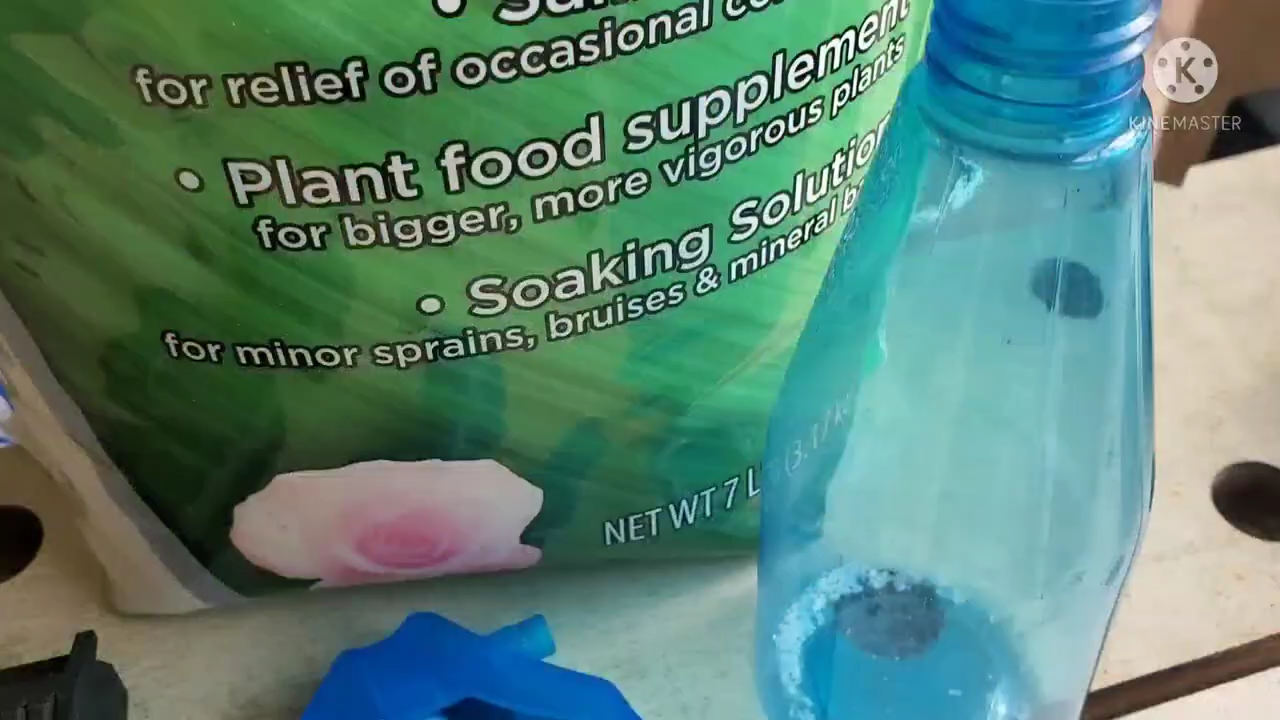 for relief of occasional
• Plant food supplement
for bigger, more vigorous plants
• Soaking Solution
for minor sprains, bruises & mineral
NET WT 7 L
K
KINEMASTER